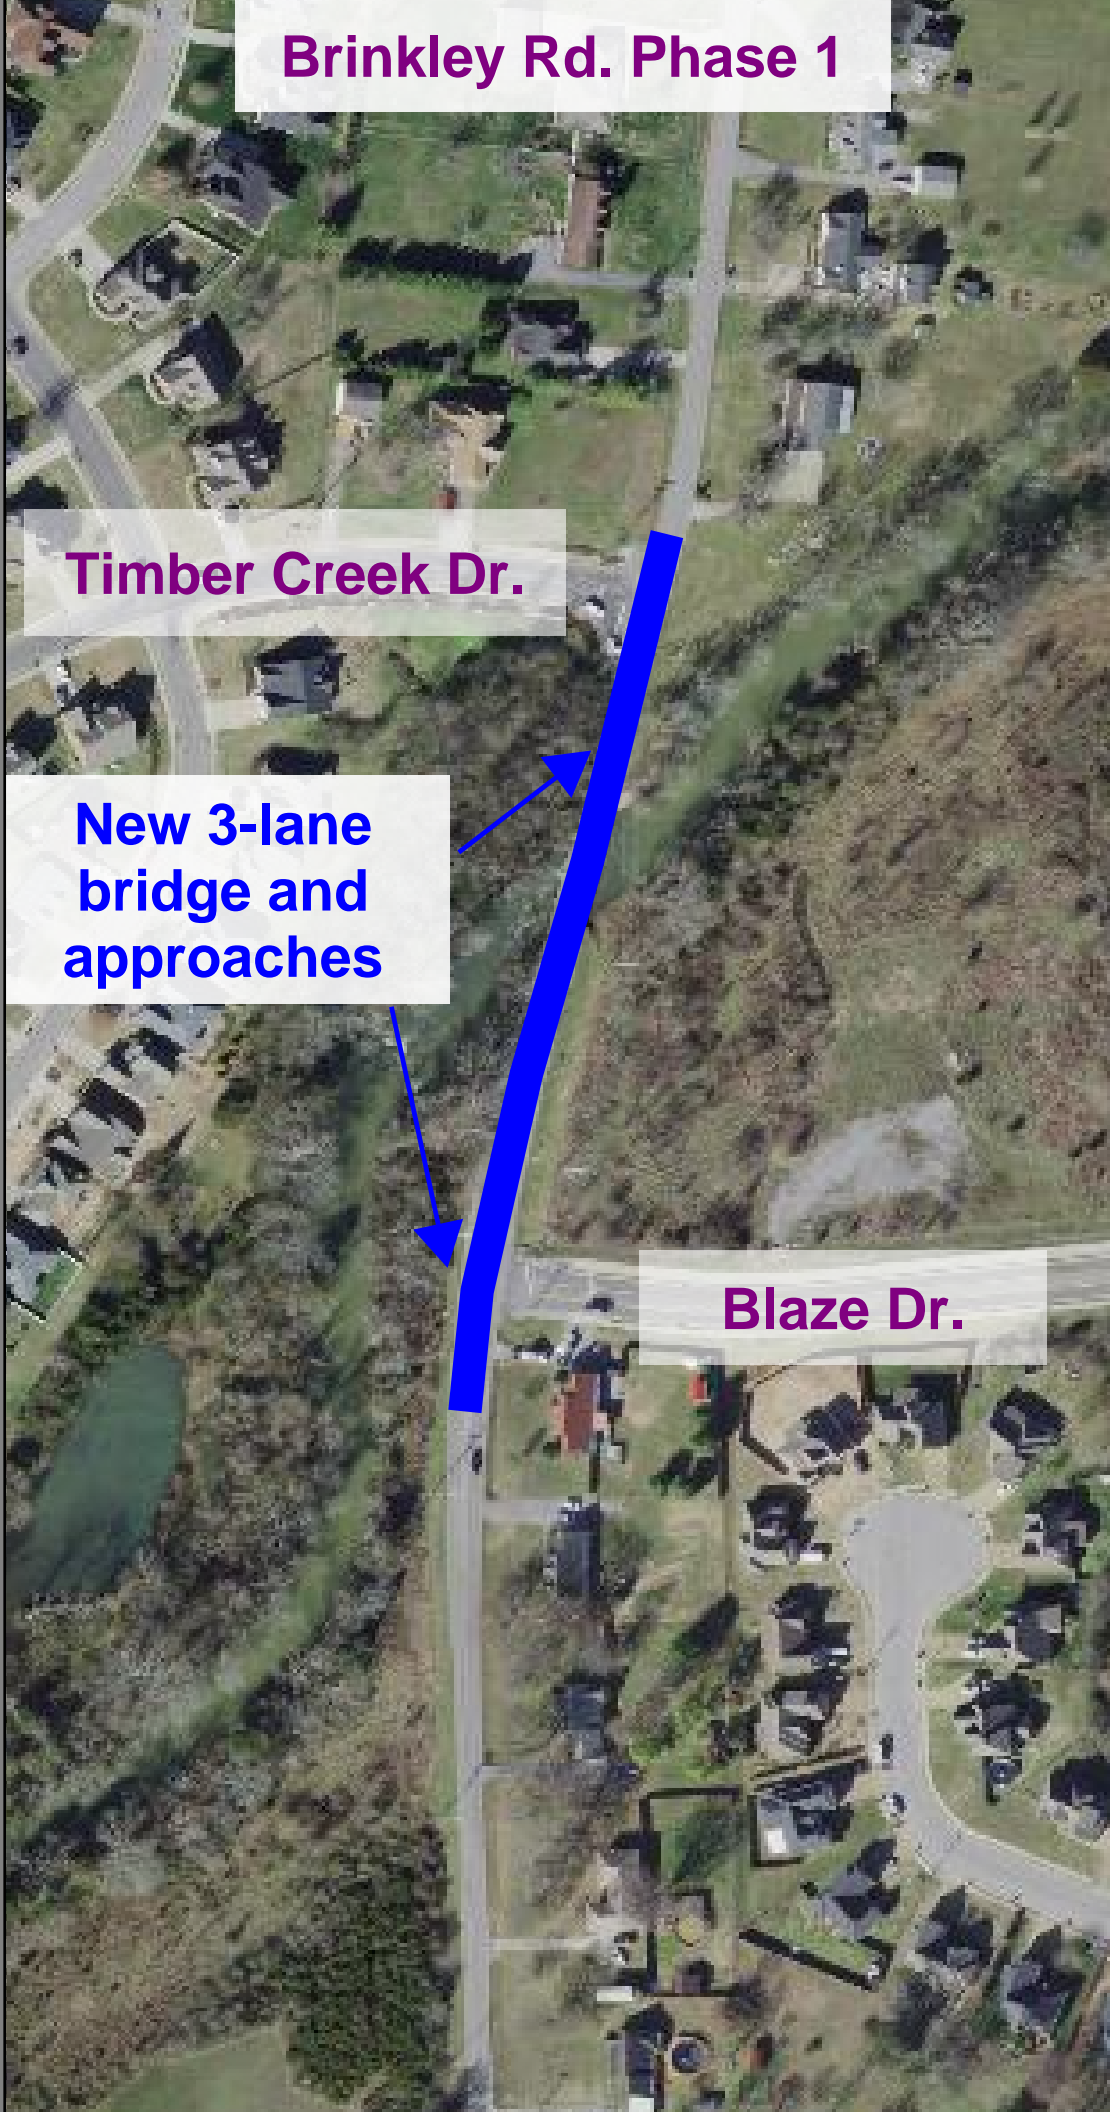 Brinkley Rd. Phase 1
Timber Creek Dr.
New 3-lane
bridge and
approaches
Blaze Dr.